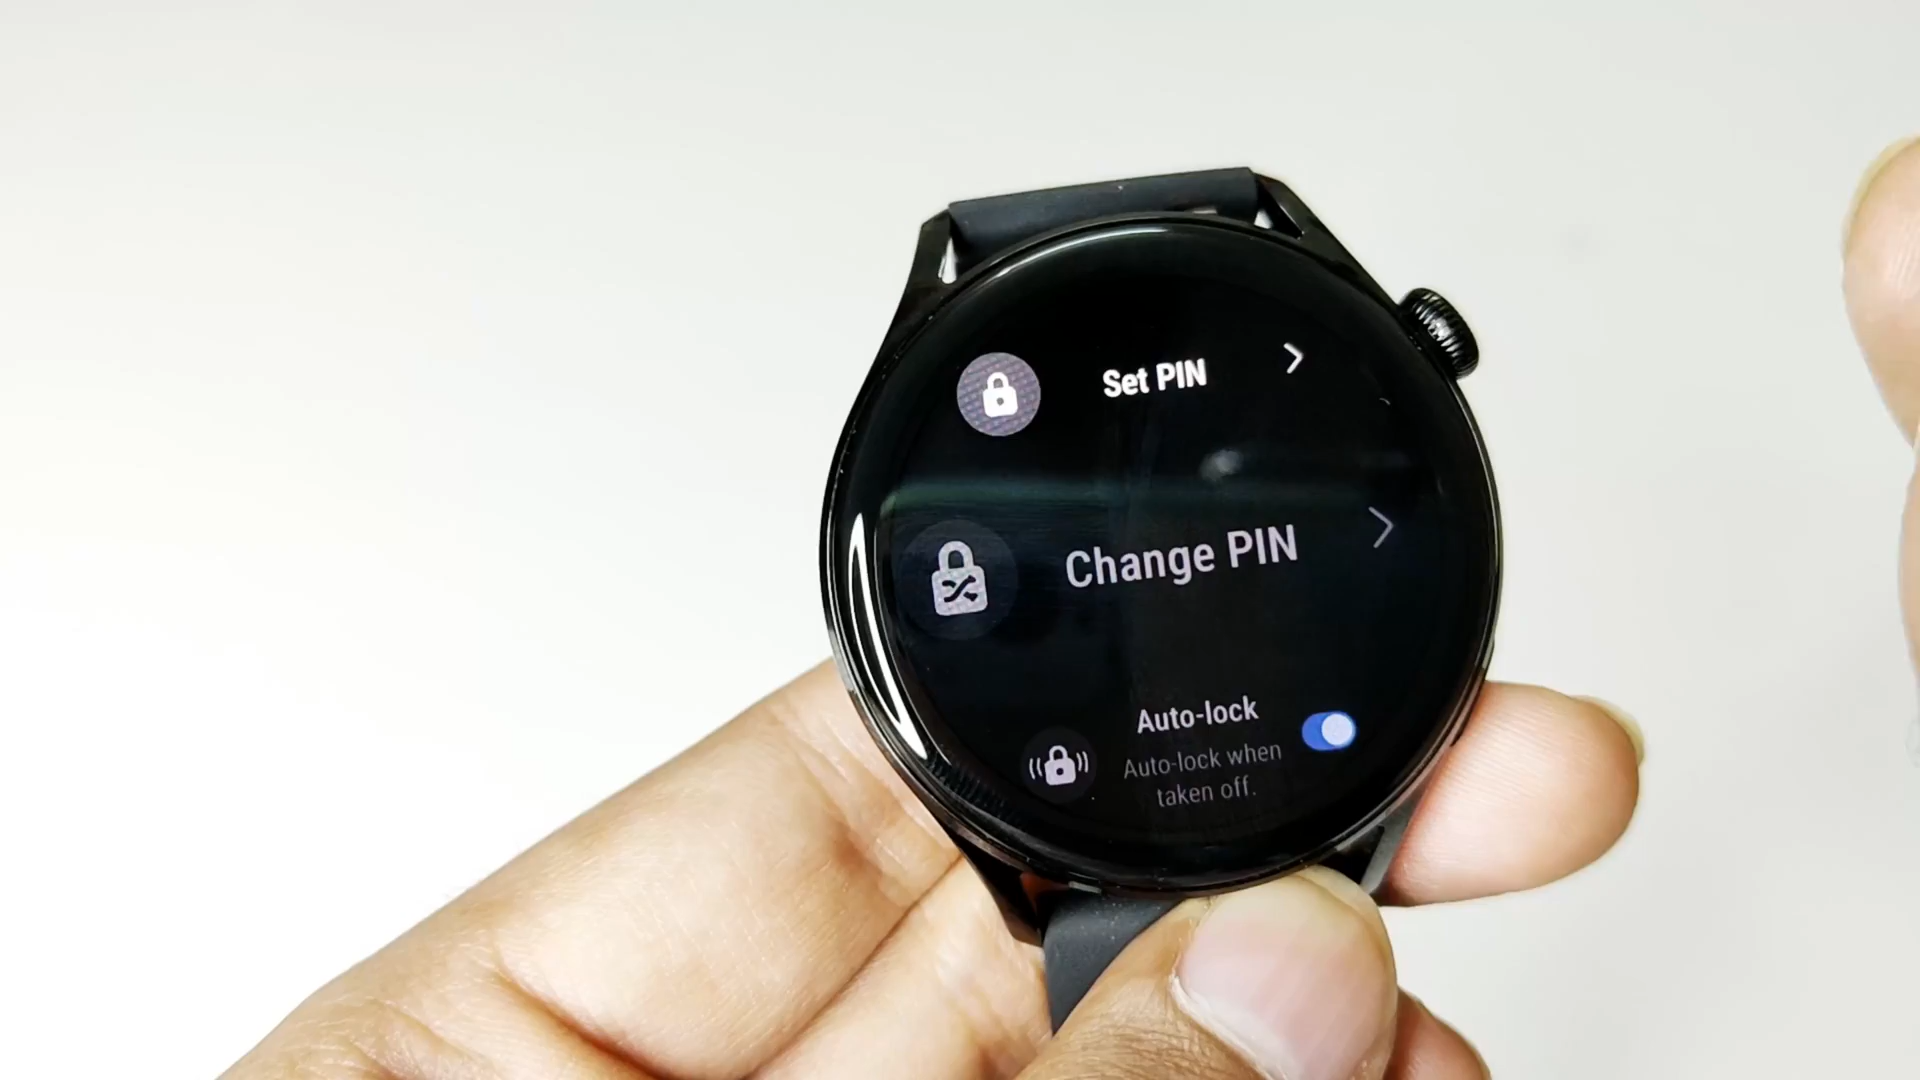 Set PIN
Change PIN
Auto-lock
Auto-lock when
taken off.